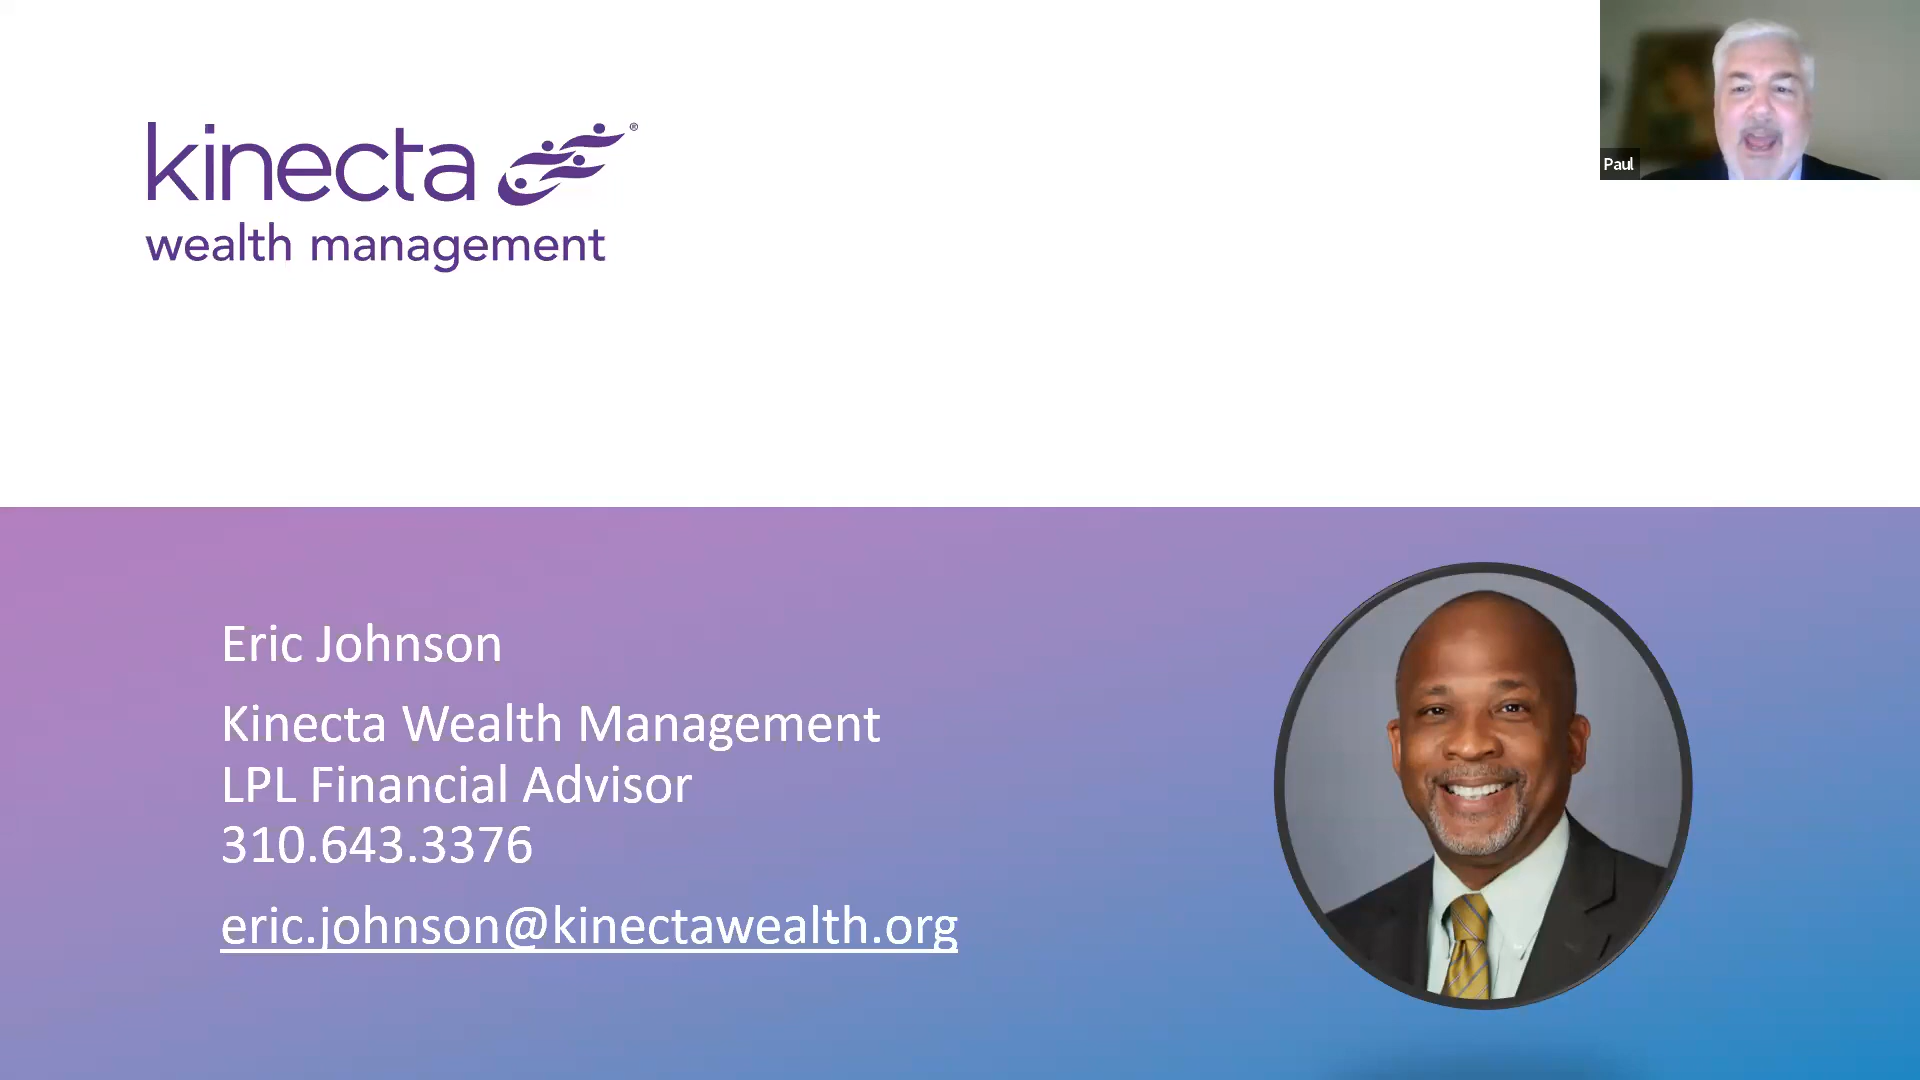 kinecta®
wealth management
Paul
Eric Johnson
Kinecta Wealth Management
LPL Financial Advisor
310.643.3376
eric.johnson@kinectawealth.org